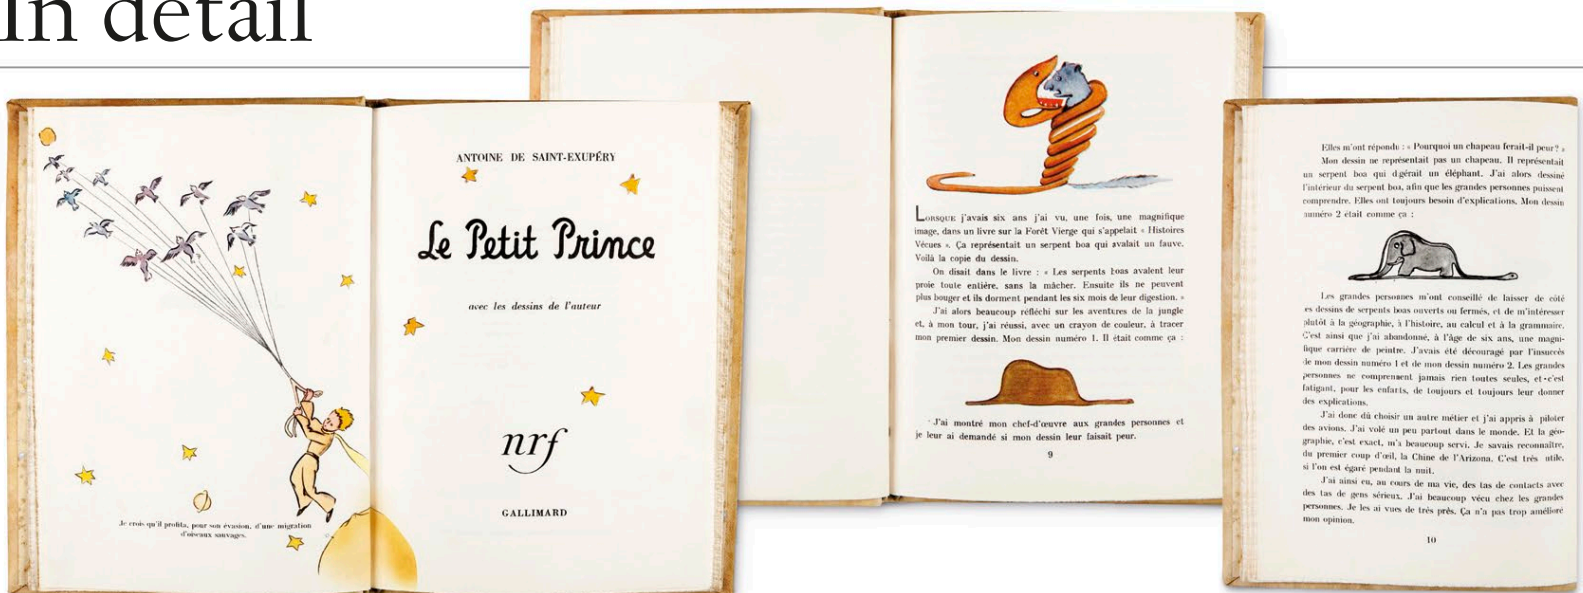 In detail
ANTOINE DE SAINT-EXUPÉRY
Le Petit Prince
avec les dessins de l'auteur
nrf
GALLIMARD
Je crois qu'il profita, pour son évasion, d'une migration
d'oiseaux sauvages.
Lorsque j'avais six ans j'ai vu, une fois, une magnifique
image, dans un livre sur la Forêt Vierge qui s'appelait « Histoires
Vécues ». Ça représentait un serpent boa qui avalait un fauve.
Voilà la copie du dessin.
On disait dans le livre : « Les serpents boas avalent leur
proie toute entière, sans la mâcher. Ensuite ils ne peuvent
plus bouger et ils dorment pendant les six mois de leur digestion. »
J'ai alors beaucoup réfléchi sur les aventures de la jungle
et, à mon tour, j'ai réussi, avec un crayon de couleur, à tracer
mon premier dessin. Mon dessin numéro 1. Il était comme ça :
J'ai montré mon chef-d'œuvre aux grandes personnes et
je leur ai demandé si mon dessin leur faisait peur.
9
Elles m'ont répondu : « Pourquoi un chapeau ferait-il peur ? »
Mon dessin ne représentait pas un chapeau. Il représentait
un serpent boa qui digérait un éléphant. J'ai alors dessiné
l'intérieur du serpent boa, afin que les grandes personnes puissent
comprendre. Elles ont toujours besoin d'explications. Mon dessin
numéro 2 était comme ça :
Les grandes personnes m'ont conseillé de laisser de côté
es dessins de serpents boas ouverts ou fermés, et de m'intéresser
plutôt à la géographie, à l'histoire, au calcul et à la grammaire.
C'est ainsi que j'ai abandonné, à l'âge de six ans, une magni-
fique carrière de peintre. J'avais été découragé par l'insuccès
de mon dessin numéro 1 et de mon dessin numéro 2. Les grandes
personnes ne comprennent jamais rien toutes seules, et c'est
fatigant, pour les enfants, de toujours et toujours leur donner
des explications.
J'ai donc dû choisir un autre métier et j'ai appris à piloter
des avions. J'ai volé un peu partout dans le monde. Et la géo-
graphie, c'est exact, m'a beaucoup servi. Je savais reconnaître,
du premier coup d'œil, la Chine de l'Arizona. C'est très utile,
si l'on est égaré pendant la nuit.
J'ai ainsi eu, au cours de ma vie, des tas de contacts avec
des tas de gens sérieux. J'ai beaucoup vécu chez les grandes
personnes. Je les ai vues de très près. Ça n'a pas trop amélioré
mon opinion.
10